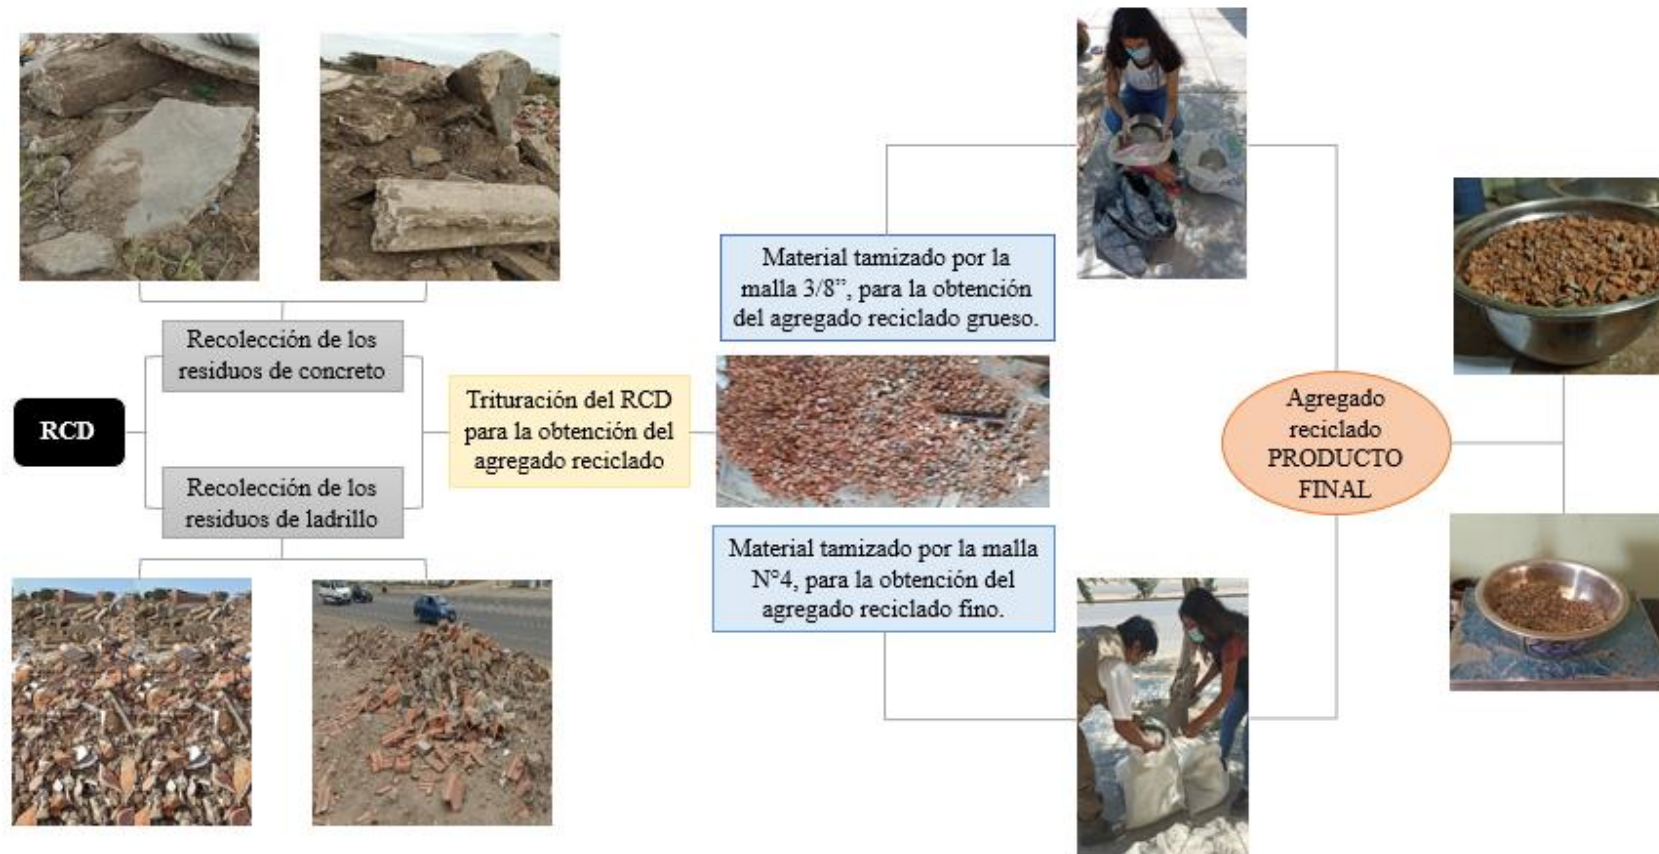 RCD
Recolección de los
residuos de concreto
Recolección de los
residuos de ladrillo
Trituración del RCD
para la obtención del
agregado reciclado
Material tamizado por la
malla 3/8”, para la obtención
del agregado reciclado grueso.
Material tamizado por la malla
N°4, para la obtención del
agregado reciclado fino.
Agregado
reciclado
PRODUCTO
FINAL